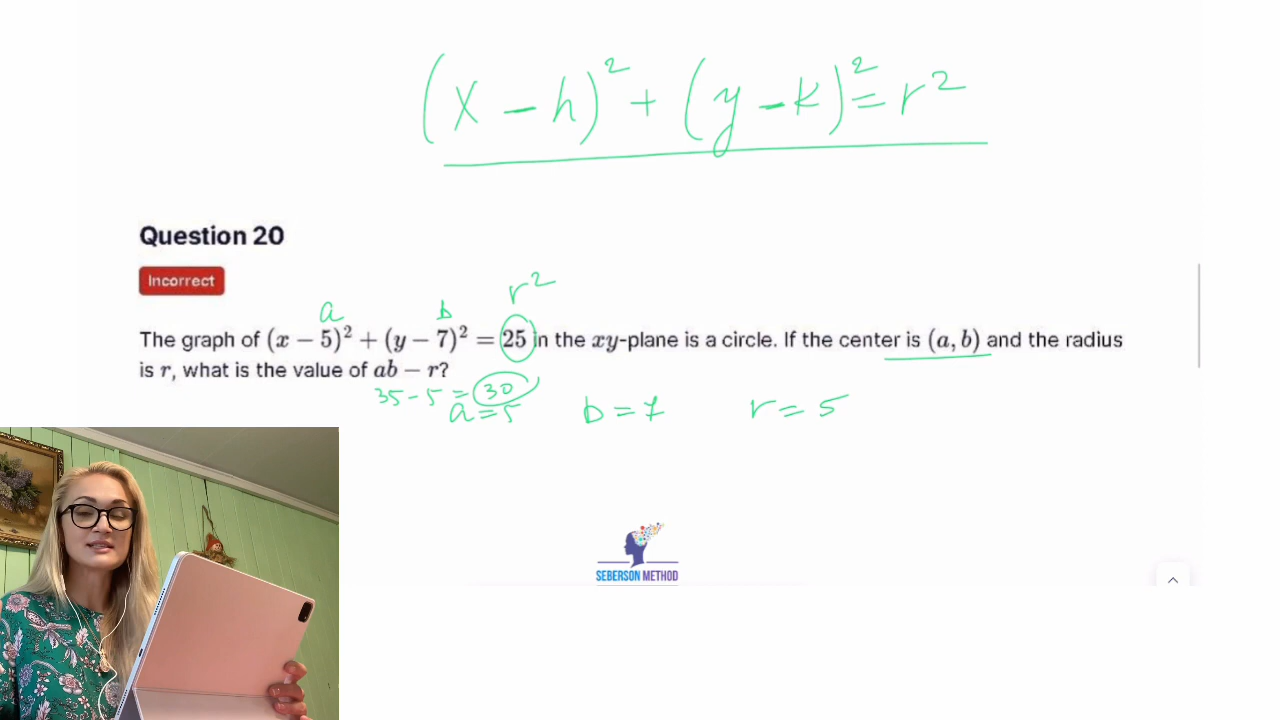 (x – h)² + (y – k)² = r²
Question 20
Incorrect
r²
a b
The graph of (x − 5)² + (y − 7)² = 25 in the xy-plane is a circle. If the center is (a, b) and the radius
is r, what is the value of ab − r?
35 - 5 = 30
a = 5 b = 7 r = 5
SEBERSON METHOD